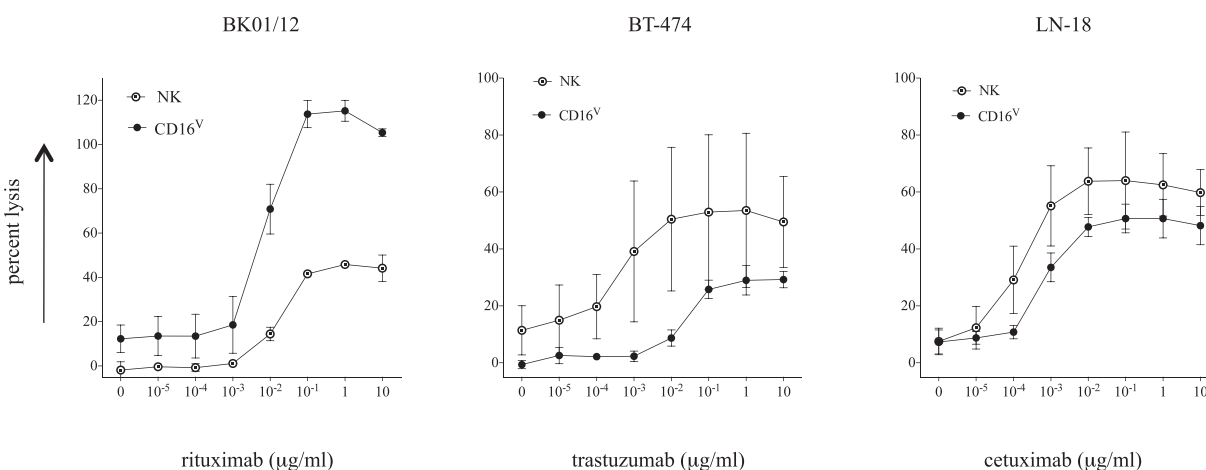 BK01/12
BT-474
LN-18
percent lysis
120
100
80
60
40
20
0
NK
CD16ⱽ
0 10⁻⁵ 10⁻⁴ 10⁻³ 10⁻² 10⁻¹ 1 10
rituximab (μg/ml)
100
80
60
40
20
0
NK
CD16ⱽ
0 10⁻⁵ 10⁻⁴ 10⁻³ 10⁻² 10⁻¹ 1 10
trastuzumab (μg/ml)
100
80
60
40
20
0
NK
CD16ⱽ
0 10⁻⁵ 10⁻⁴ 10⁻³ 10⁻² 10⁻¹ 1 10
cetuximab (μg/ml)